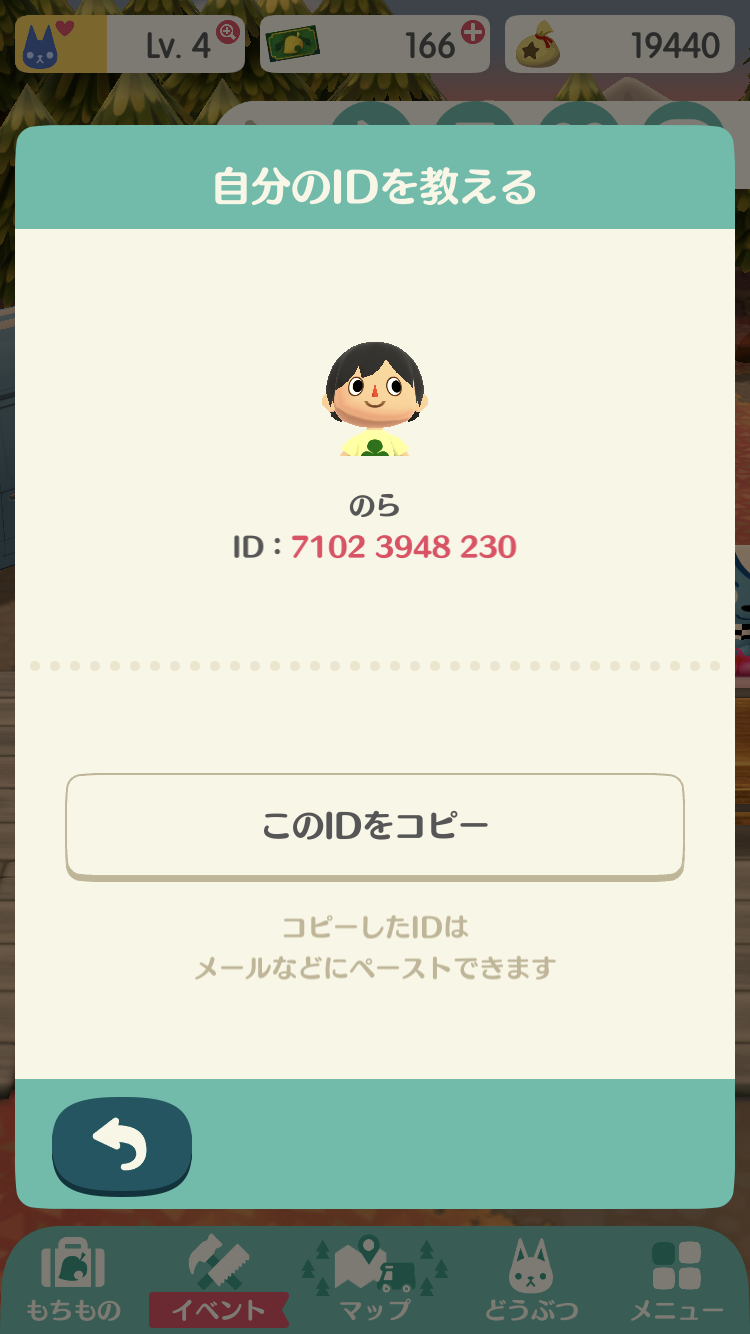 Lv. 4
166
19440
自分のIDを教える
のら
ID：7102 3948 230
このIDをコピー
コピーしたIDは
メールなどにペーストできます
もちもの
イベント
マップ
どうぶつ
メニュー